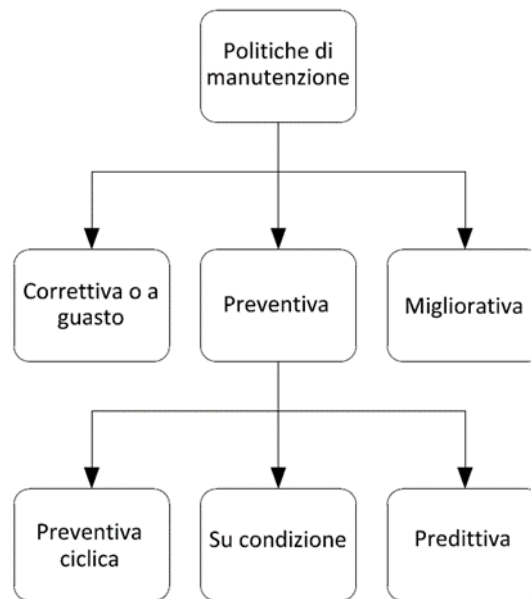 Politiche di
manutenzione
Correttiva o a
guasto
Preventiva
Migliorativa
Preventiva
ciclica
Su condizione
Predittiva